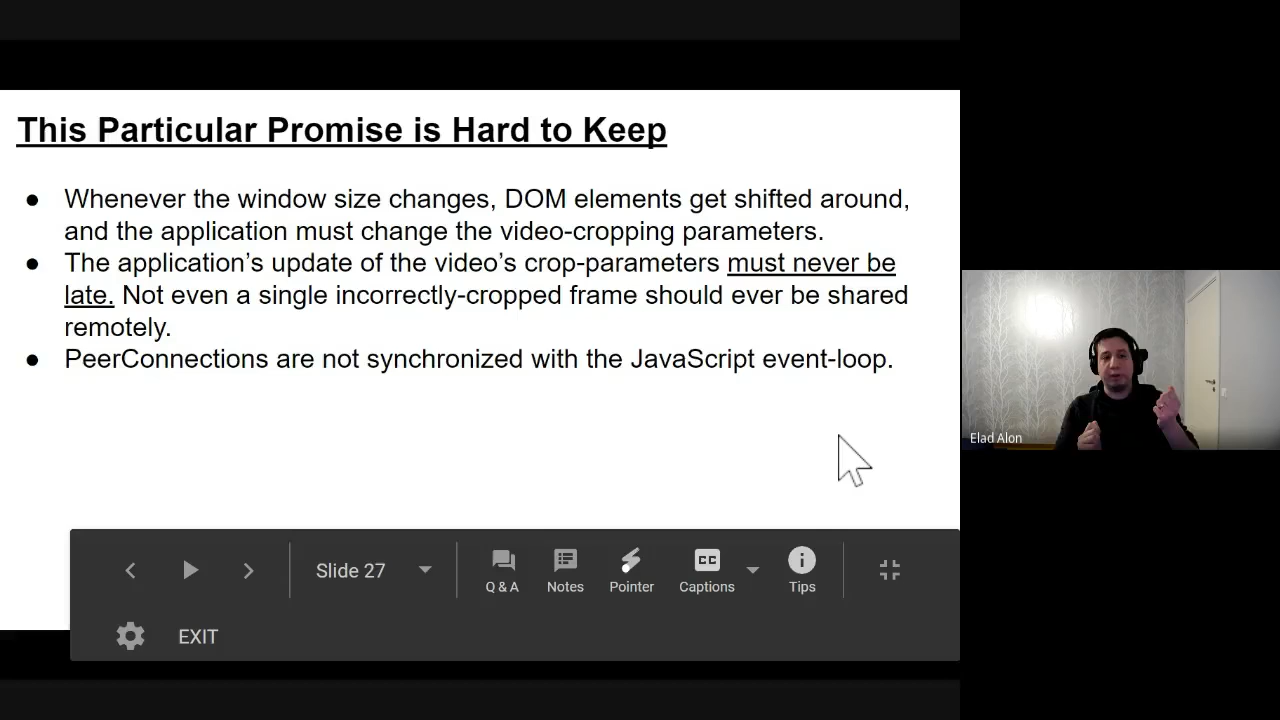 This Particular Promise is Hard to Keep
● Whenever the window size changes, DOM elements get shifted around,
and the application must change the video-cropping parameters.
● The application’s update of the video’s crop-parameters must never be
late. Not even a single incorrectly-cropped frame should ever be shared
remotely.
● PeerConnections are not synchronized with the JavaScript event-loop.
Elad Alon
Slide 27
CC
Q & A Notes Pointer Captions Tips
EXIT